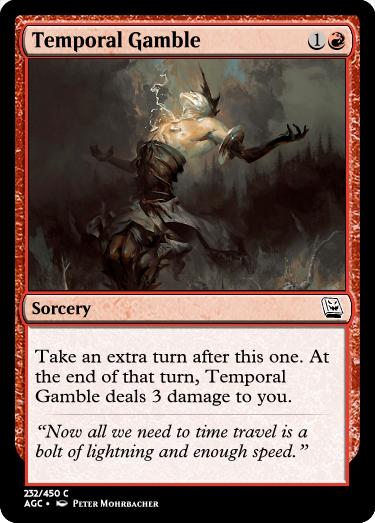 Temporal Gamble 1
Sorcery
Take an extra turn after this one. At
the end of that turn, Temporal
Gamble deals 3 damage to you.
“Now all we need to time travel is a
bolt of lightning and enough speed.”
232/450 C
AGC • Peter Mohrbacher